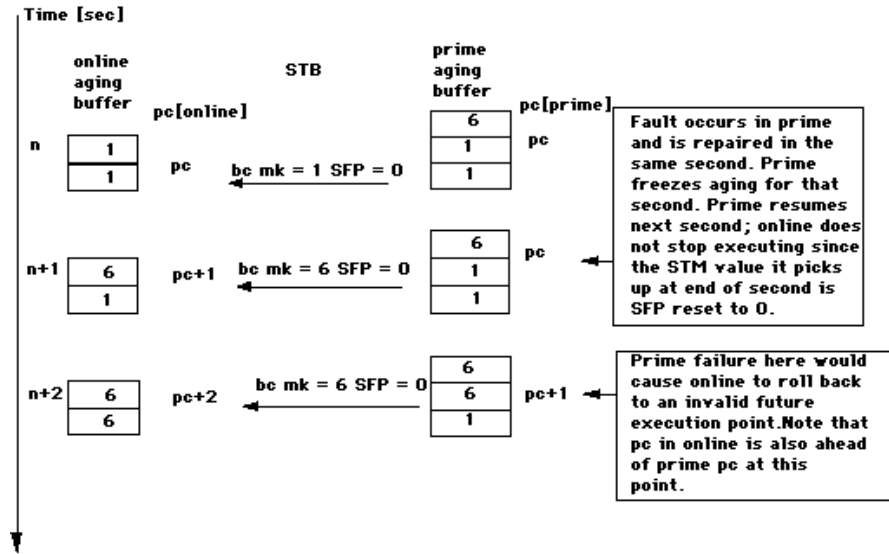 Time [sec]
online
aging
buffer
STB
prime
aging
buffer
pc[online]
pc[prime]
n
1
1
pc
bc mk = 1 SFP = 0
6
1
1
pc
Fault occurs in prime
and is repaired in the
same second. Prime
freezes aging for that
second. Prime resumes
next second; online does
not stop executing since
the STM value it picks
up at end of second is
SFP reset to 0.
n+1
6
1
pc+1
bc mk = 6 SFP = 0
6
1
1
pc
n+2
6
6
pc+2
bc mk = 6 SFP = 0
6
6
1
pc+1
Prime failure here would
cause online to roll back
to an invalid future
execution point.Note that
pc in online is also ahead
of prime pc at this
point.